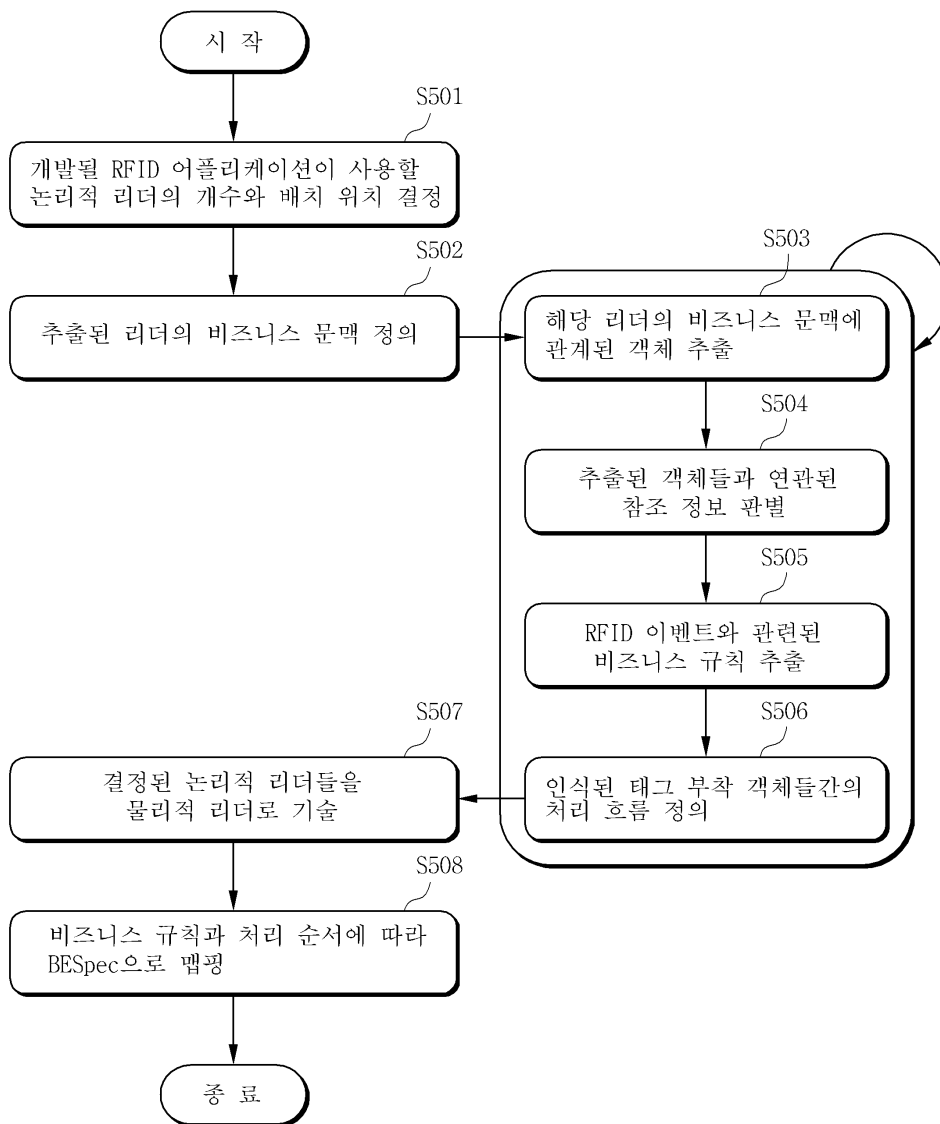 시 작
S501
개발될 RFID 어플리케이션이 사용할
논리적 리더의 개수와 배치 위치 결정
S502
추출된 리더의 비즈니스 문맥 정의
S503
해당 리더의 비즈니스 문맥에
관계된 객체 추출
S504
추출된 객체들과 연관된
참조 정보 판별
S505
RFID 이벤트와 관련된
비즈니스 규칙 추출
S506
인식된 태그 부착 객체들간의
처리 흐름 정의
S507
결정된 논리적 리더들을
물리적 리더로 기술
S508
비즈니스 규칙과 처리 순서에 따라
BESpec으로 맵핑
종 료